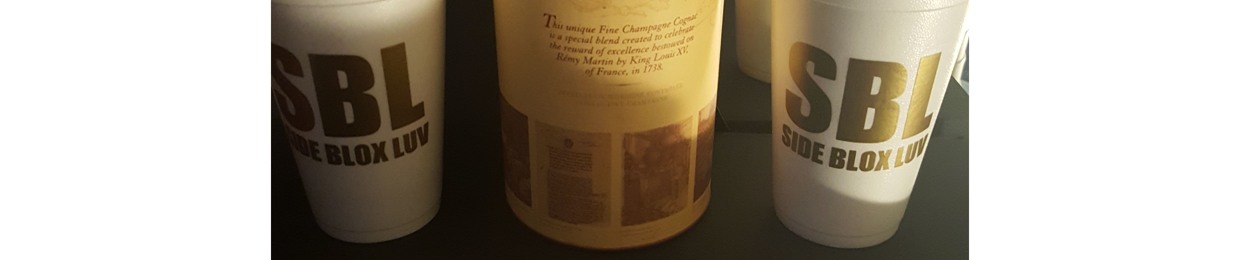 SBL
SIDE BLOX LUV
This unique Fine Champagne Cognac
is a special blend created to celebrate
the reward of excellence bestowed on
Rémy Martin by King Louis XV,
of France, in 1738.
SBL
SIDE BLOX LUV